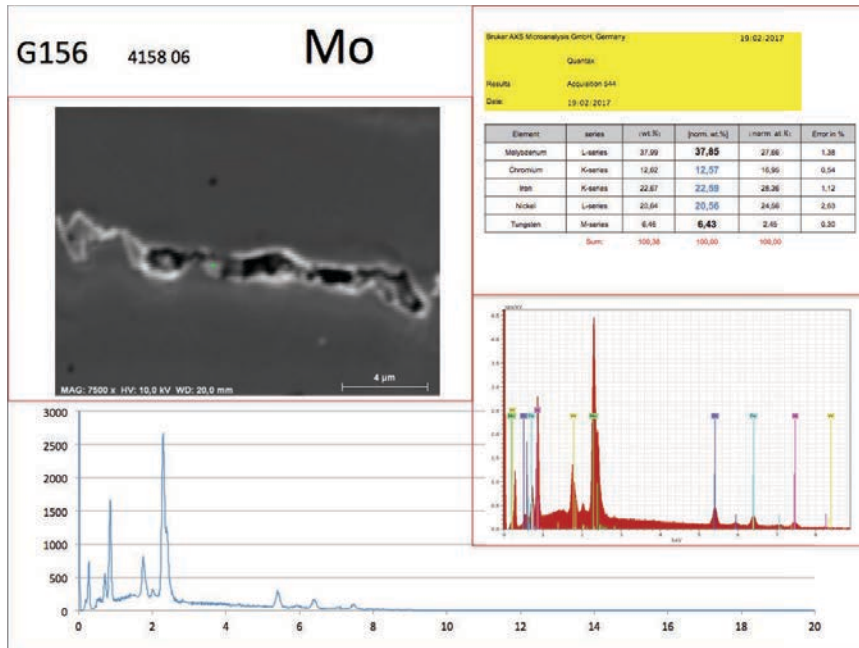 G156 4158 06 Mo
Bruker AXS Microanalysis GmbH, Germany 19/02/2017
Quantax
Results Acquisition 544
Date: 19/02/2017
Element series (wt.%) [norm. wt.%] (norm. at.%) Error in %
Molybdenum L-series 37,99 37,85 27,66 1,38
Chromium K-series 12,62 12,57 16,95 0,54
Iron K-series 22,67 22,59 28,36 1,12
Nickel L-series 20,64 20,56 24,56 2,63
Tungsten M-series 6,46 6,43 2,45 0,30
Sum: 100,38 100,00 100,00
MAG: 7500 x HV: 10,0 kV WD: 20,0 mm
4 µm
3000
2500
2000
1500
1000
500
0
0 2 4 6 8 10 12 14 16 18 20